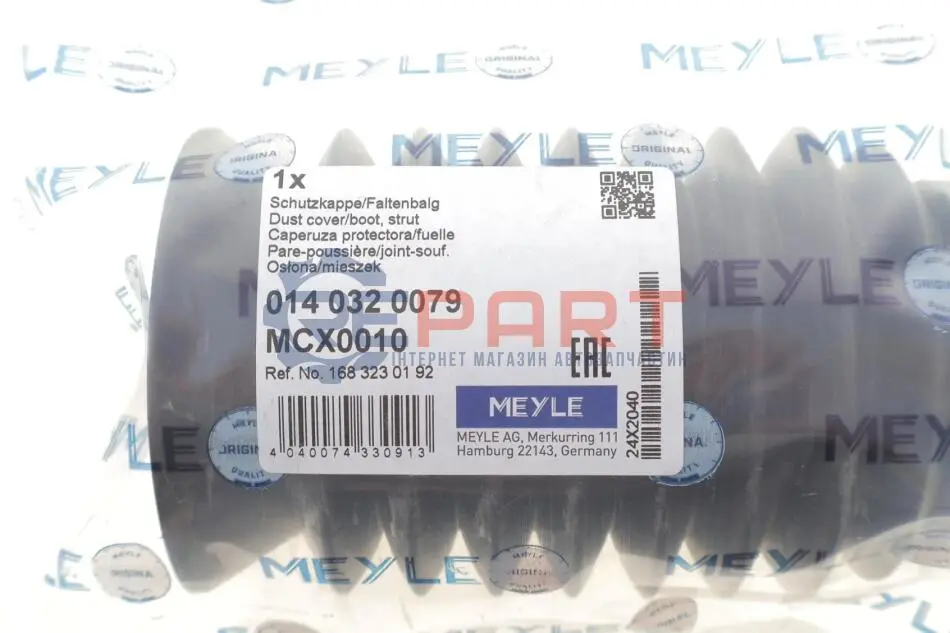 MEYLE ORIGINAL QUALITY
1x
Schutzkappe/Faltenbalg
Dust cover/boot, strut
Caperuza protectora/fuelle
Pare-poussière/joint-souf.
Osłona/mieszek
014 032 0079
MCX0010
Ref. No. 168 323 01 92
PART
ІНТЕРНЕТ МАГАЗИН АВТОЗАПЧАСТИН
EAC
MEYLE
MEYLE AG, Merkurring 111
Hamburg 22143, Germany
4 040074 330913
24X2040